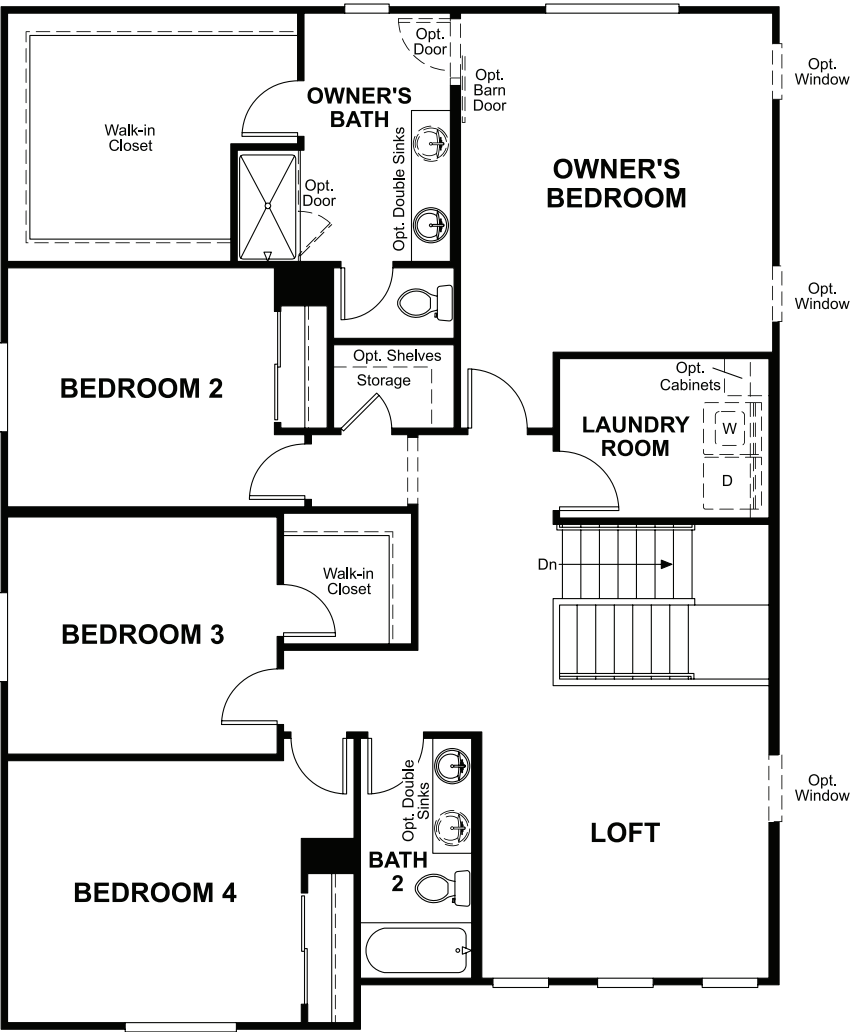 Opt.
Door
Opt.
Window
Opt.
Barn
Door
OWNER'S
BATH
Walk-in
Closet
Opt. Double Sinks
OWNER'S
BEDROOM
Opt.
Door
Opt.
Window
Opt. Shelves
Storage
Opt.
Cabinets
BEDROOM 2
LAUNDRY
ROOM
W
D
Dn
Walk-in
Closet
BEDROOM 3
Opt. Double
Sinks
Opt.
Window
LOFT
BATH
2
BEDROOM 4